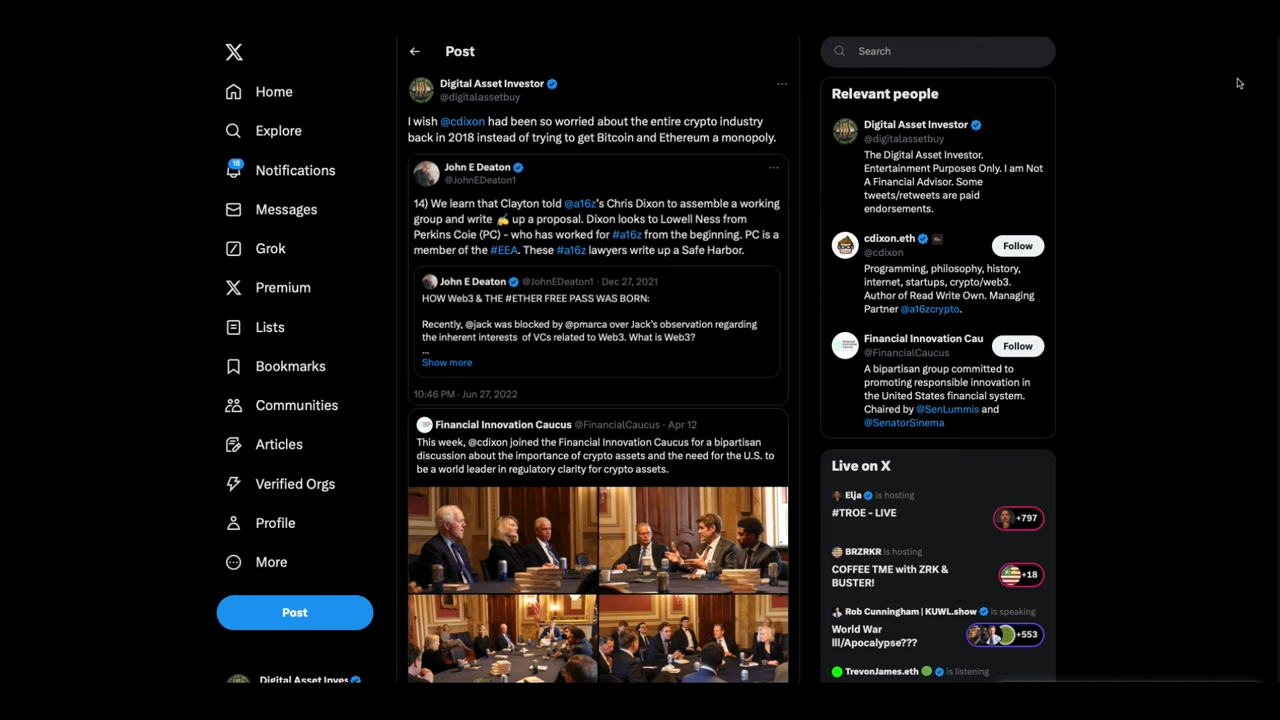 Home
Explore
16
Notifications
Messages
Grok
Premium
Lists
Bookmarks
Communities
Articles
Verified Orgs
Profile
More
Post
Digital Asset Inves
Post
Digital Asset Investor
@digitalassetbuy
I wish @cdixon had been so worried about the entire crypto industry
back in 2018 instead of trying to get Bitcoin and Ethereum a monopoly.
John E Deaton
@JohnEDeaton1
14) We learn that Clayton told @a16z's Chris Dixon to assemble a working
group and write ✍️ up a proposal. Dixon looks to Lowell Ness from
Perkins Coie (PC) - who has worked for #a16z from the beginning. PC is a
member of the #EEA. These #a16z lawyers write up a Safe Harbor.
John E Deaton @JohnEDeaton1 · Dec 27, 2021
HOW Web3 & THE #ETHER FREE PASS WAS BORN:
Recently, @jack was blocked by @pmarca over Jack's observation regarding
the inherent interests of VCs related to Web3. What is Web3?
...
Show more
10:46 PM · Jun 27, 2022
Financial Innovation Caucus @FinancialCaucus · Apr 12
This week, @cdixon joined the Financial Innovation Caucus for a bipartisan
discussion about the importance of crypto assets and the need for the U.S. to
be a world leader in regulatory clarity for crypto assets.
Search
Relevant people
Digital Asset Investor
@digitalassetbuy
The Digital Asset Investor.
Entertainment Purposes Only. I am Not
A Financial Advisor. Some
tweets/retweets are paid
endorsements.
cdixon.eth
@cdixon
Follow
Programming, philosophy, history,
internet, startups, crypto/web3.
Author of Read Write Own. Managing
Partner @a16zcrypto.
Financial Innovation Cau
@FinancialCaucus
Follow
A bipartisan group committed to
promoting responsible innovation in
the United States financial system.
Chaired by @SenLummis and
@SenatorSinema
Live on X
Elja is hosting
#TROE - LIVE
+797
BRZRKR is hosting
COFFEE TME with ZRK &
BUSTER!
+18
Rob Cunningham | KUWL.show is speaking
World War
III/Apocalypse???
+553
TrevonJames.eth is listening